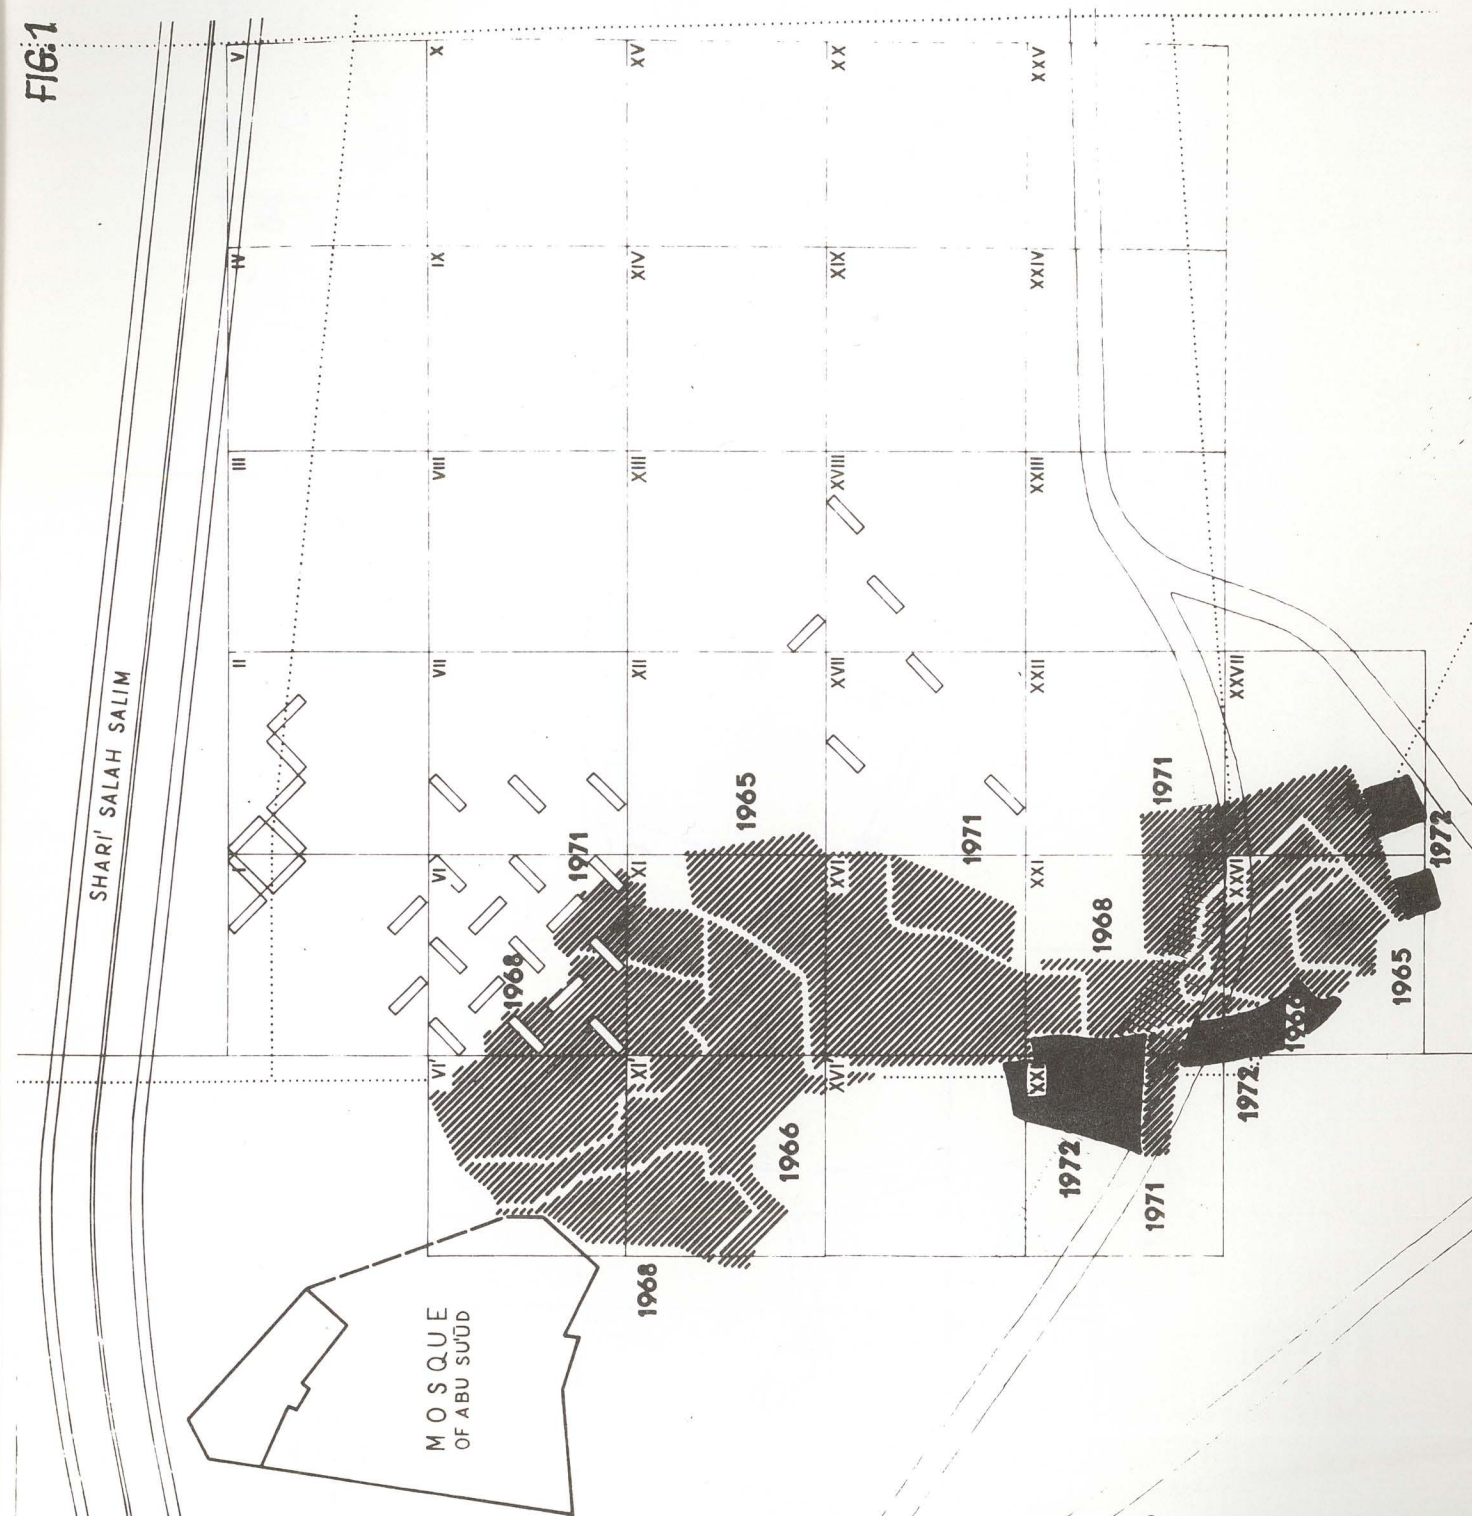 FIG:1
SHARI' SALAH SALIM
MOSQUE
OF ABU SU'ŪD
I
II
III
IV
V
VI'
VI
VII
VIII
IX
X
XI'
XI
XII
XIII
XIV
XV
XVI'
XVI
XVII
XVIII
XIX
XX
XXI
XXI
XXII
XXIII
XXIV
XXV
XXVI
XXVII
1968
1971
1965
1968
1966
1971
1968
1971
1972
1971
1972
1966
1965
1972